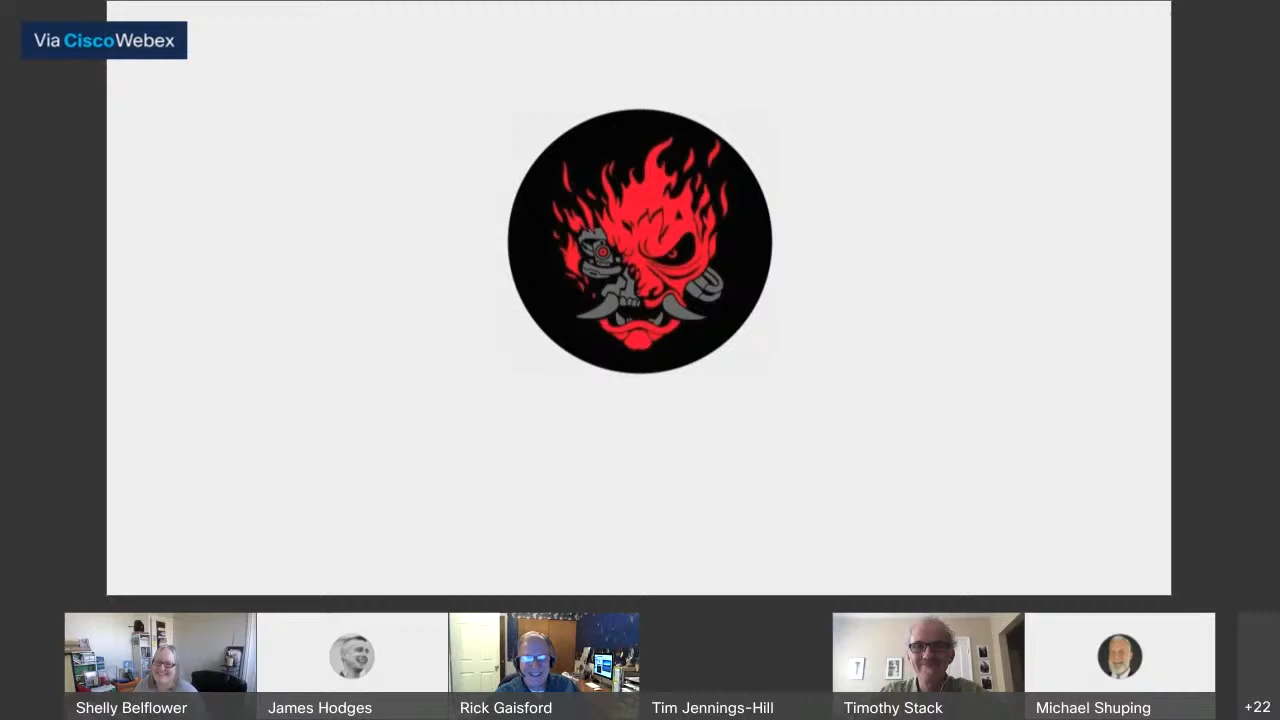 Via CiscoWebex
Shelly Belflower
James Hodges
Rick Gaisford
Tim Jennings-Hill
Timothy Stack
Michael Shuping
+22